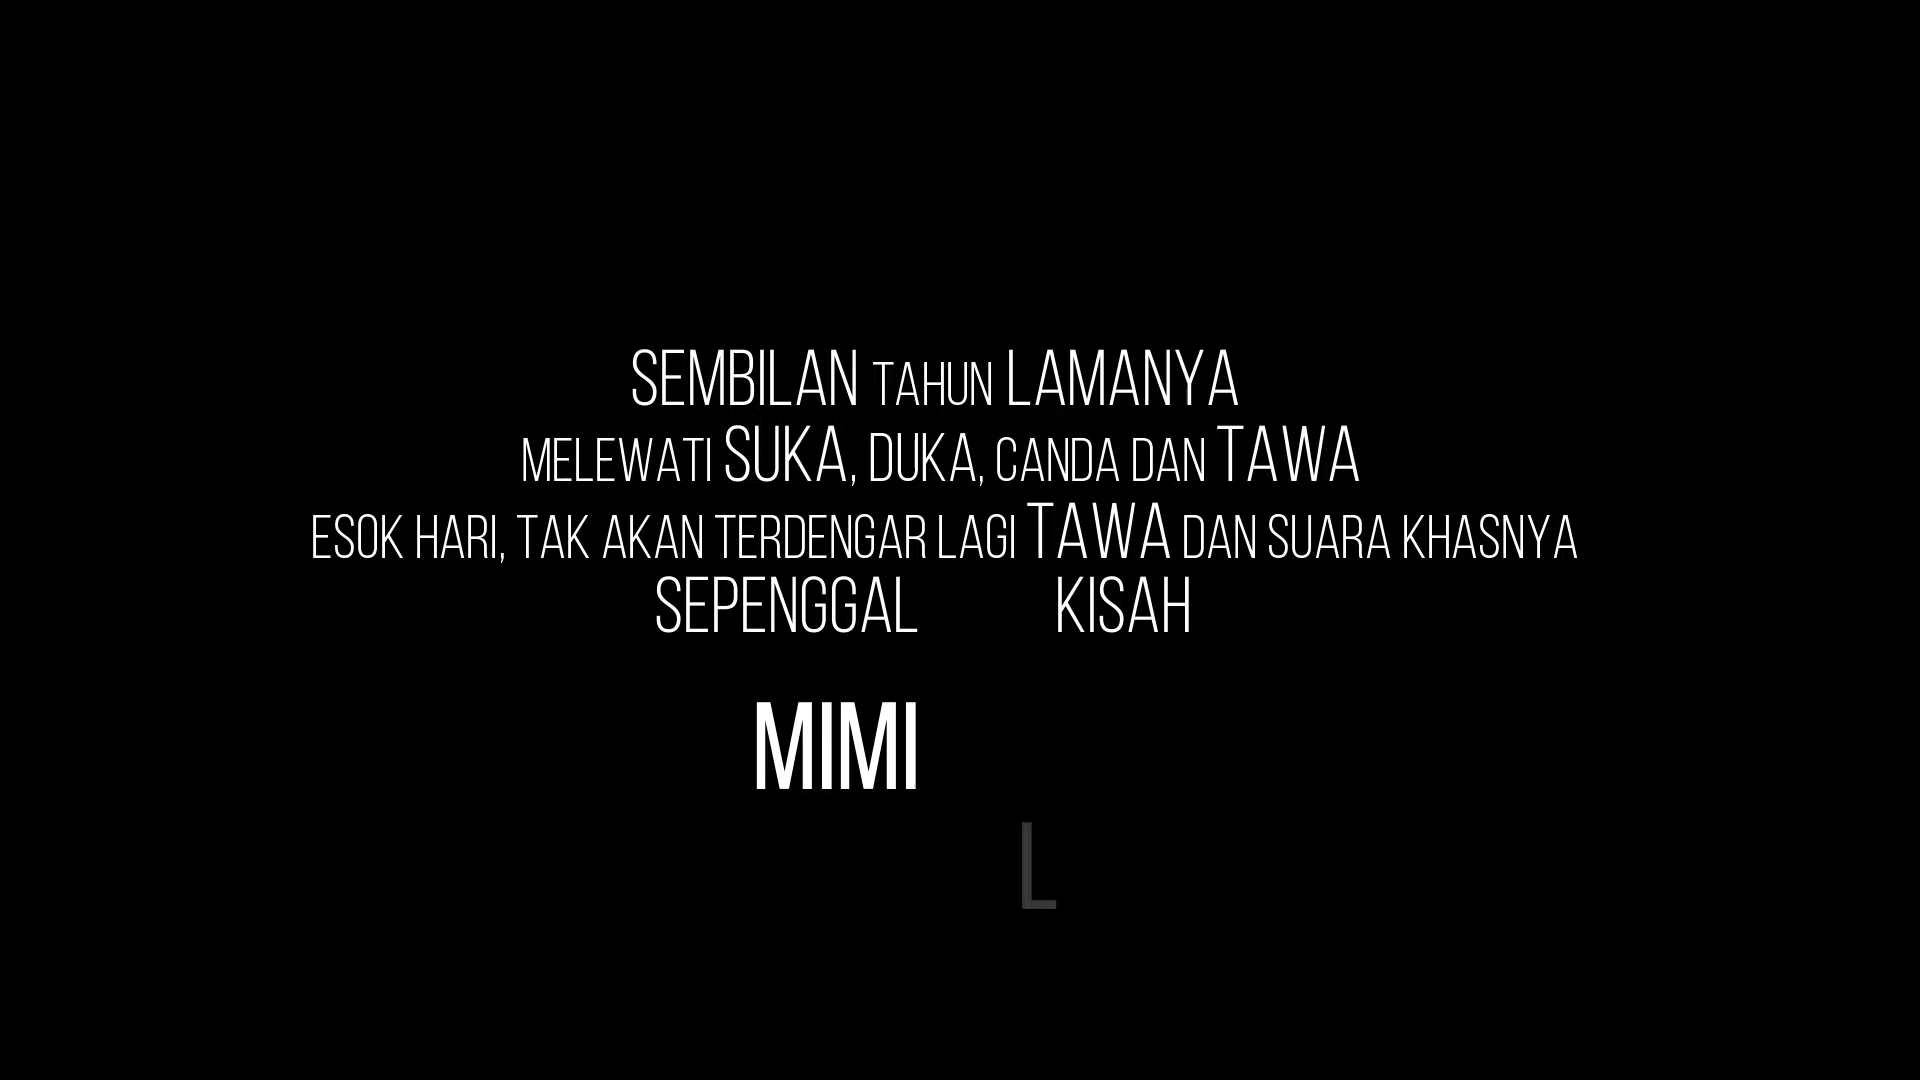 SEMBILAN TAHUN LAMANYA
MELEWATI SUKA, DUKA, CANDA DAN TAWA
ESOK HARI, TAK AKAN TERDENGAR LAGI TAWA DAN SUARA KHASNYA
SEPENGGAL KISAH
MIMI
L